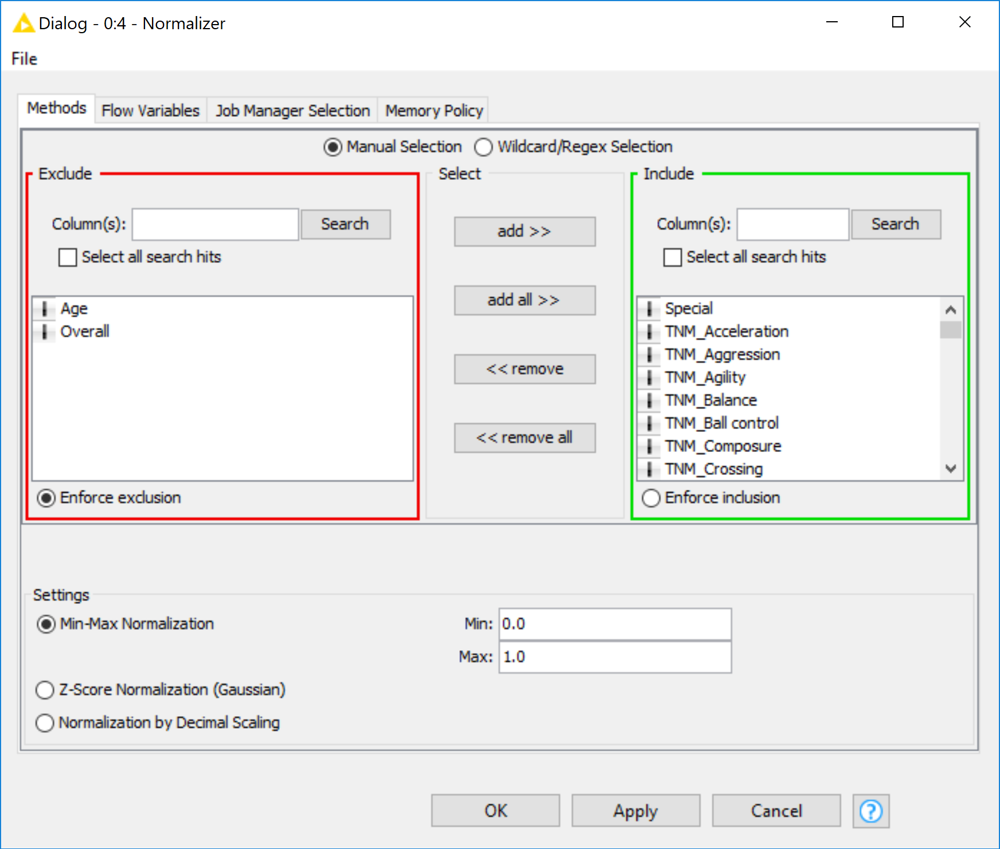 Dialog - 0:4 - Normalizer
File
Methods Flow Variables Job Manager Selection Memory Policy
Manual Selection Wildcard/Regex Selection
Exclude Select Include
Column(s): Search add >> Column(s): Search
Select all search hits Select all search hits
add all >>
Age Special
Overall TNM_Acceleration
TNM_Aggression
<< remove TNM_Agility
TNM_Balance
TNM_Ball control
<< remove all TNM_Composure
TNM_Crossing
Enforce exclusion Enforce inclusion
Settings
Min-Max Normalization Min: 0.0
Max: 1.0
Z-Score Normalization (Gaussian)
Normalization by Decimal Scaling
OK Apply Cancel ?